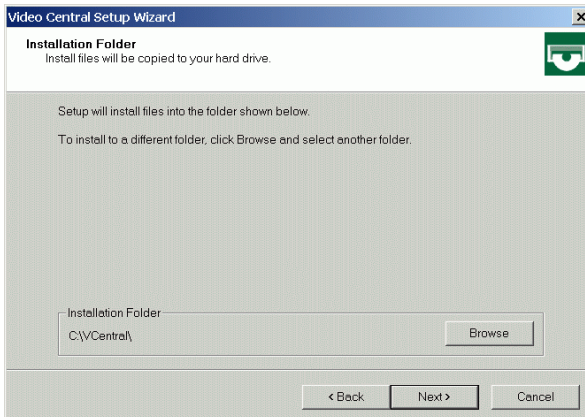 Video Central Setup Wizard
Installation Folder
Install files will be copied to your hard drive.
Setup will install files into the folder shown below.
To install to a different folder, click Browse and select another folder.
Installation Folder
C:\VCentral\
Browse
< Back
Next >
Cancel